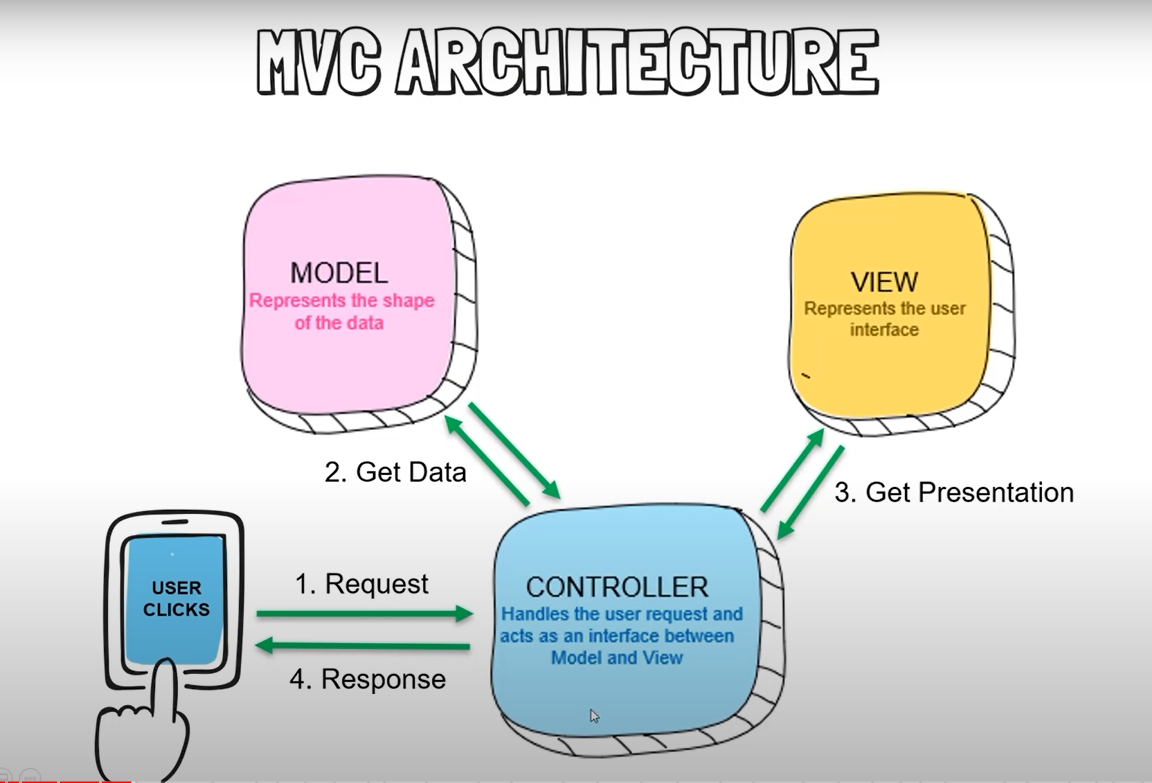 MVC ARCHITECTURE
MODEL
Represents the shape
of the data
VIEW
Represents the user
interface
2. Get Data
3. Get Presentation
USER
CLICKS
1. Request
4. Response
CONTROLLER
Handles the user request and
acts as an interface between
Model and View